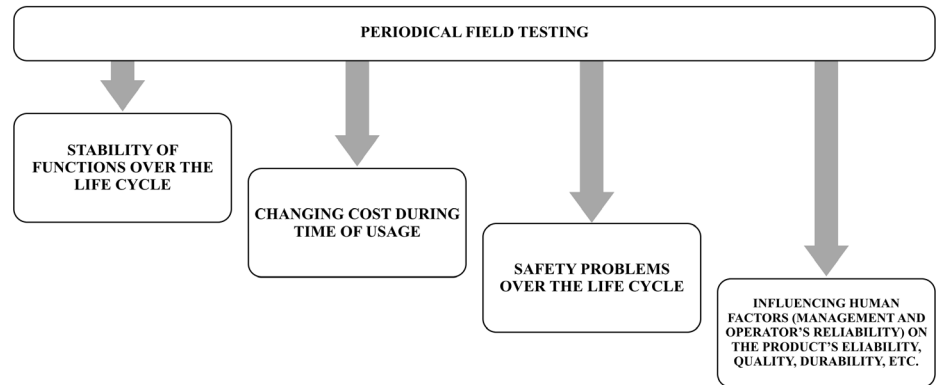 PERIODICAL FIELD TESTING
STABILITY OF
FUNCTIONS OVER THE
LIFE CYCLE
CHANGING COST DURING
TIME OF USAGE
SAFETY PROBLEMS
OVER THE LIFE CYCLE
INFLUENCING HUMAN
FACTORS (MANAGEMENT AND
OPERATOR'S RELIABILITY) ON
THE PRODUCT'S ELIABILITY,
QUALITY, DURABILITY, ETC.